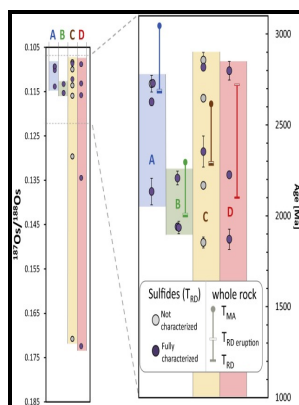 A B C D
0.105
0.115
0.125
0.135
0.145
0.155
0.165
0.175
0.185
187Os/188Os
A
B
C
D
3000
2500
2000
1500
1000
Age [Ma]
Sulfides (TRD)
Not characterized
Fully characterized
whole rock
TMA
TRD eruption
TRD